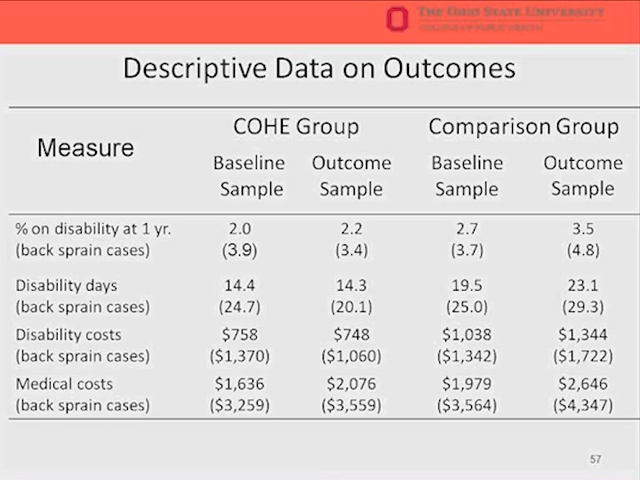 THE OHIO STATE UNIVERSITY
COLLEGE OF PUBLIC HEALTH
Descriptive Data on Outcomes
Measure
COHE Group Comparison Group
Baseline Sample Outcome Sample Baseline Sample Outcome Sample
% on disability at 1 yr. 2.0 2.2 2.7 3.5
(back sprain cases) (3.9) (3.4) (3.7) (4.8)
Disability days 14.4 14.3 19.5 23.1
(back sprain cases) (24.7) (20.1) (25.0) (29.3)
Disability costs $758 $748 $1,038 $1,344
(back sprain cases) ($1,370) ($1,060) ($1,342) ($1,722)
Medical costs $1,636 $2,076 $1,979 $2,646
(back sprain cases) ($3,259) ($3,559) ($3,564) ($4,347)
57